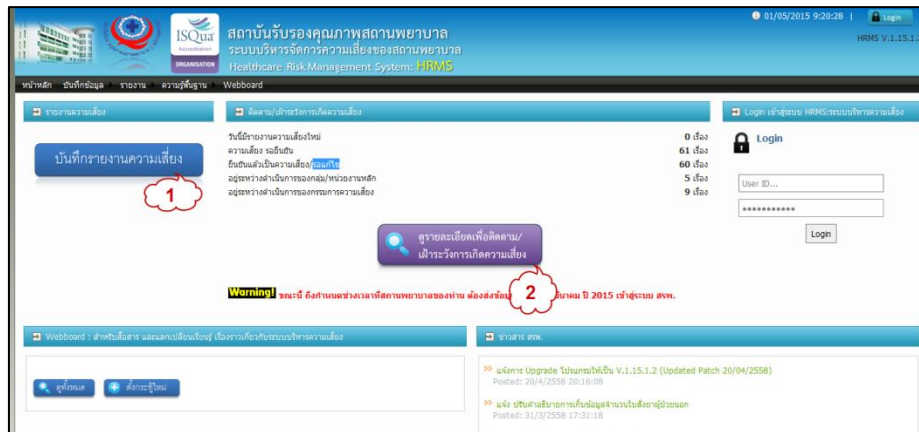 ISQua
Accreditation
ORGANISATION
สถาบันรับรองคุณภาพสถานพยาบาล
ระบบบริหารจัดการความเสี่ยงของสถานพยาบาล
Healthcare Risk Management System: HRMS
01/05/2015 9:20:28 | Login
HRMS V.1.15.1.
หน้าหลัก บันทึกข้อมูล รายงาน ความรู้พื้นฐาน Webboard
รายงานความเสี่ยง
บันทึกรายงานความเสี่ยง
1
ติดตาม/เฝ้าระวังการเกิดความเสี่ยง
วันนี้มีรายงานความเสี่ยงใหม่ 0 เรื่อง
ความเสี่ยง รอยืนยัน 61 เรื่อง
ยืนยันแล้วเป็นความเสี่ยง/รอแก้ไข 60 เรื่อง
อยู่ระหว่างดำเนินการของกลุ่ม/หน่วยงานหลัก 5 เรื่อง
อยู่ระหว่างดำเนินการของกรรมการความเสี่ยง 9 เรื่อง
ดูรายละเอียดเพื่อติดตาม/
เฝ้าระวังการเกิดความเสี่ยง
2
Warning! ขณะนี้ ถึงกำหนดช่วงเวลาที่สถานพยาบาลของท่าน ต้องส่งข้อมู ีนาคม ปี 2015 เข้าสู่ระบบ สรพ.
Login เข้าสู่ระบบ HRMS:ระบบบริหารความเสี่ยง
Login
User ID...
Login
Webboard : สำหรับสื่อสาร และแลกเปลี่ยนเรียนรู้ เรื่องราวเกี่ยวกับระบบบริหารความเสี่ยง
ดูทั้งหมด ตั้งกระทู้ใหม่
ข่าวสาร สรพ.
แจ้งการ Upgrade โปรแกรมให้เป็น V.1.15.1.2 (Updated Patch 20/04/2558)
Posted: 20/4/2558 20:16:08
แจ้ง ปรับคำอธิบายการเก็บข้อมูลจำนวนใบสั่งยาผู้ป่วยนอก
Posted: 31/3/2558 17:31:18